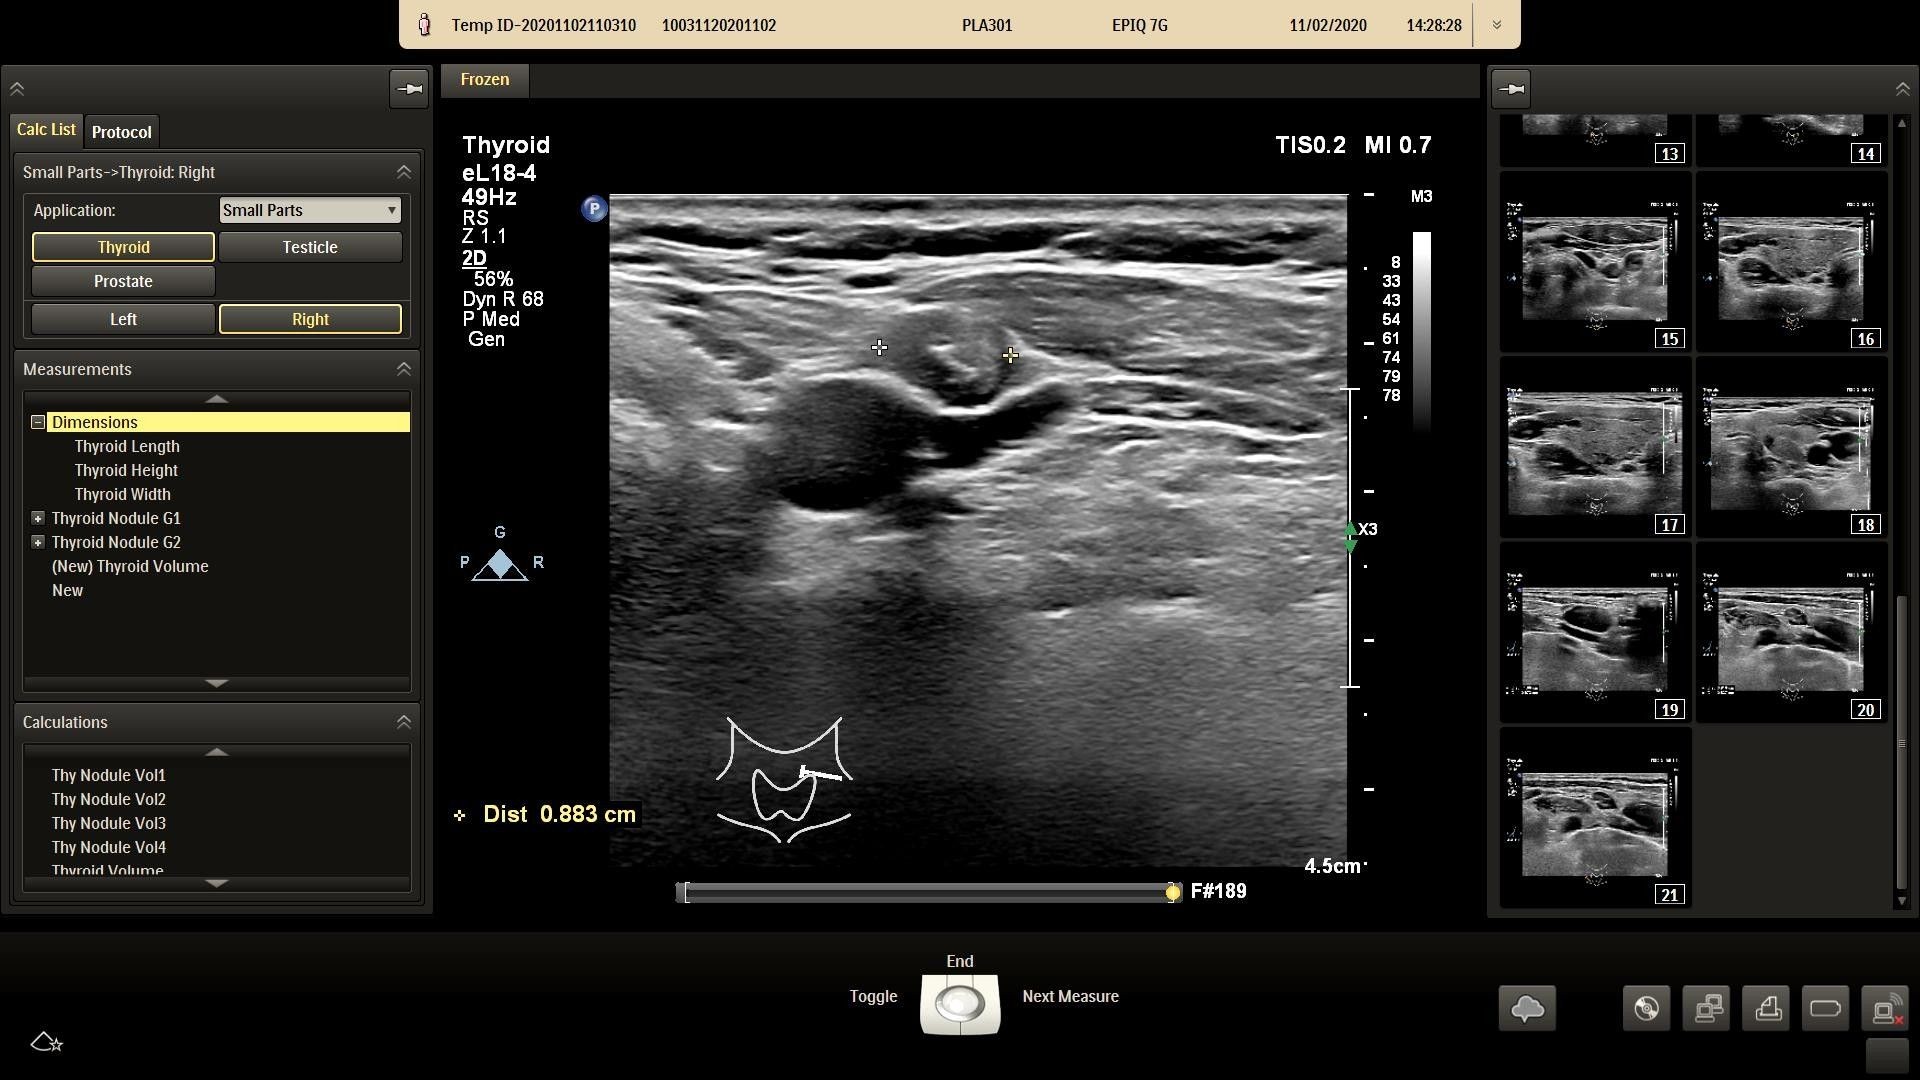 Temp ID-20201102110310 10031120201102 PLA301 EPIQ 7G 11/02/2020 14:28:28
Frozen
Calc List Protocol
Small Parts->Thyroid: Right
Application: Small Parts
Thyroid Testicle
Prostate
Left Right
Measurements
Dimensions
Thyroid Length
Thyroid Height
Thyroid Width
Thyroid Nodule G1
Thyroid Nodule G2
(New) Thyroid Volume
New
Calculations
Thy Nodule Vol1
Thy Nodule Vol2
Thy Nodule Vol3
Thy Nodule Vol4
Thyroid Volume
Thyroid
eL18-4
49Hz
RS
Z 1.1
2D
56%
Dyn R 68
P Med
Gen
TIS0.2 MI 0.7
P
M3
8
33
43
54
61
74
79
78
X3
G
P R
Dist 0.883 cm
4.5cm
F#189
13 14
15 16
17 18
19 20
21
End
Toggle Next Measure